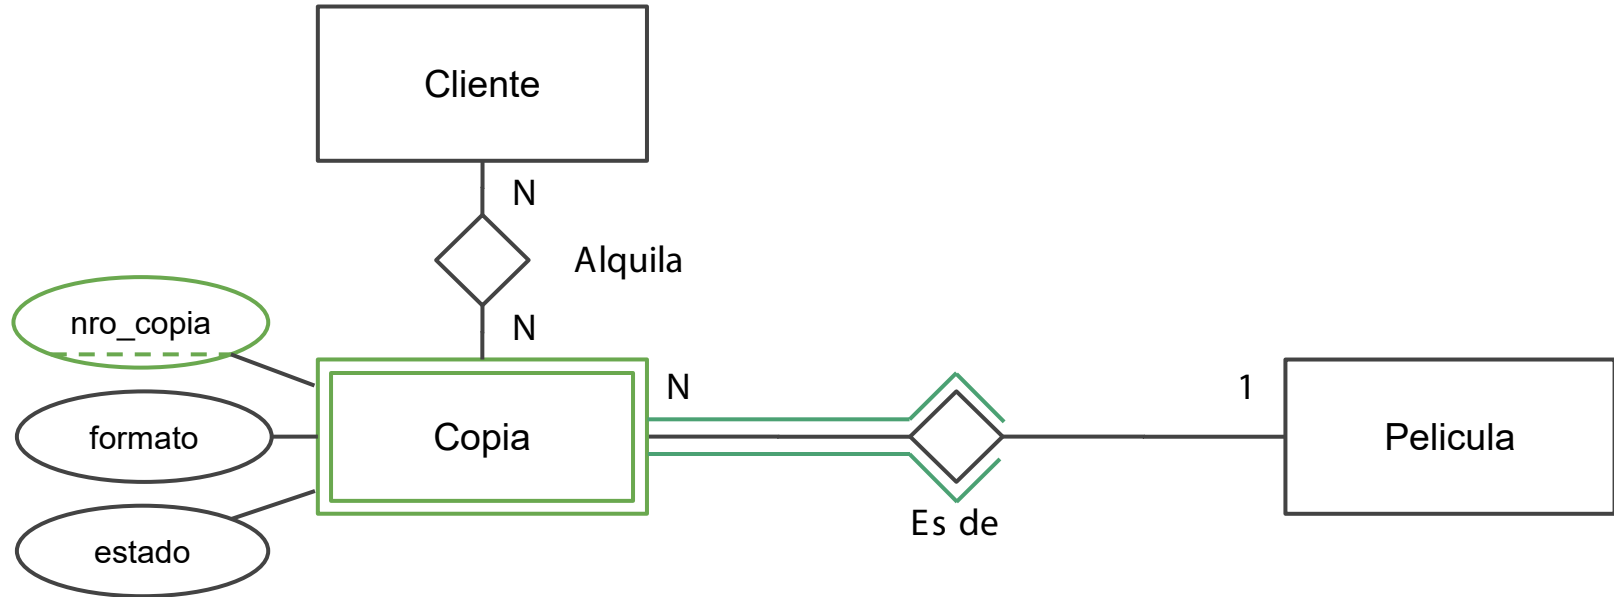 Cliente
N
Alquila
N
nro_copia
formato
estado
Copia
N
Es de
1
Pelicula